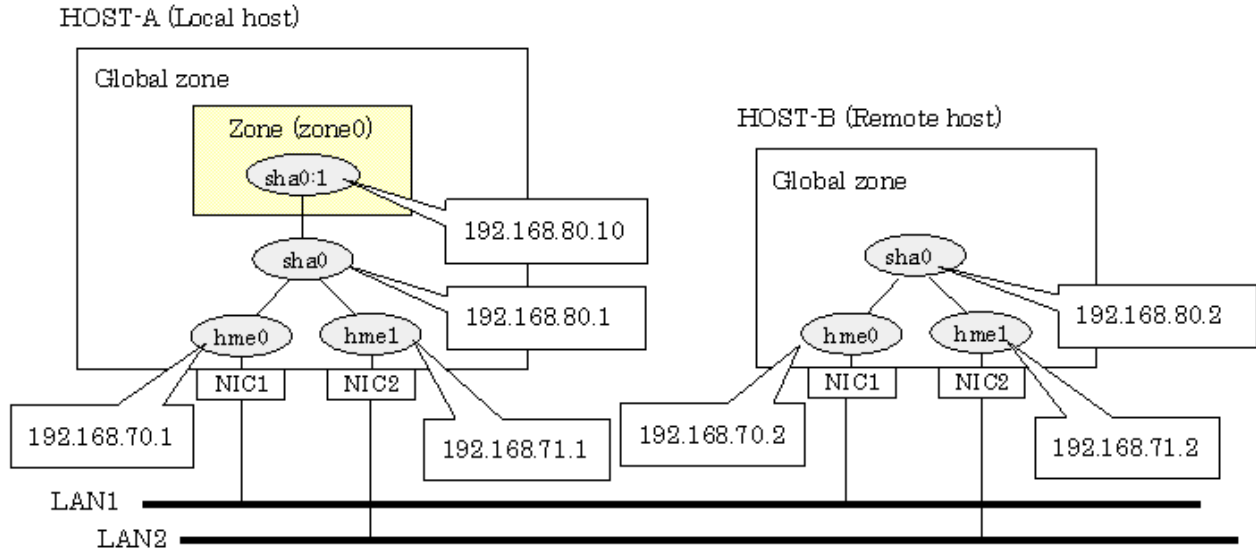 HOST-A (Local host)
Global zone
Zone (zone0)
sha0:1
192.168.80.10
sha0
192.168.80.1
hme0
hme1
NIC1
NIC2
192.168.70.1
192.168.71.1
HOST-B (Remote host)
Global zone
sha0
192.168.80.2
hme0
hme1
NIC1
NIC2
192.168.70.2
192.168.71.2
LAN1
LAN2